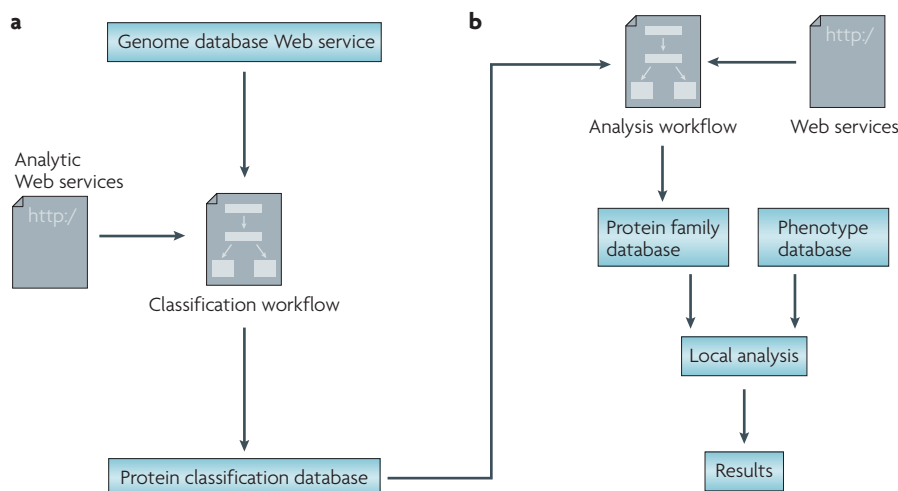 a
Genome database Web service
Analytic
Web services
http:/
Classification workflow
Protein classification database
b
http:/
Analysis workflow
Web services
Protein family
database
Phenotype
database
Local analysis
Results